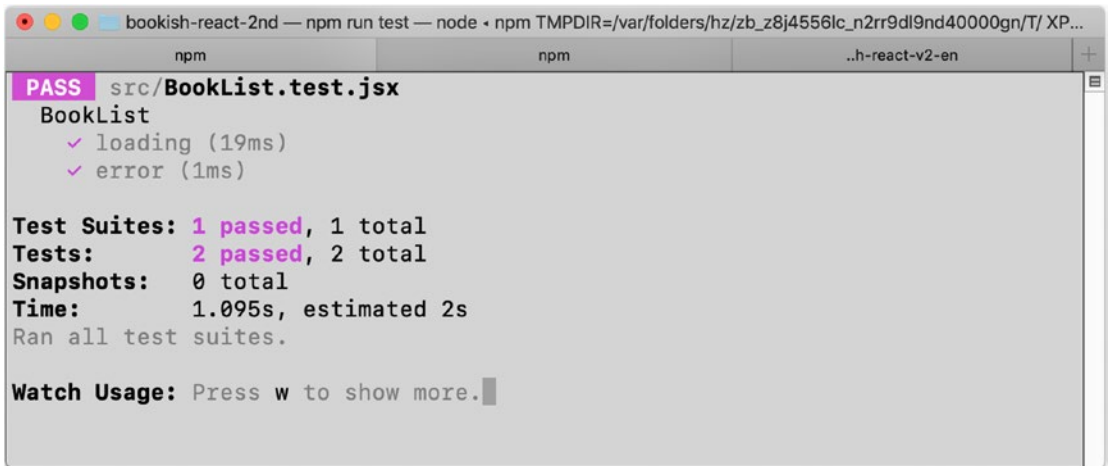 bookish-react-2nd — npm run test — node ◂ npm TMPDIR=/var/folders/hz/zb_z8j4556lc_n2rr9dl9nd40000gn/T/ XP...
npm npm ..h-react-v2-en +
PASS src/BookList.test.jsx
BookList
✓ loading (19ms)
✓ error (1ms)
Test Suites: 1 passed, 1 total
Tests: 2 passed, 2 total
Snapshots: 0 total
Time: 1.095s, estimated 2s
Ran all test suites.
Watch Usage: Press w to show more.